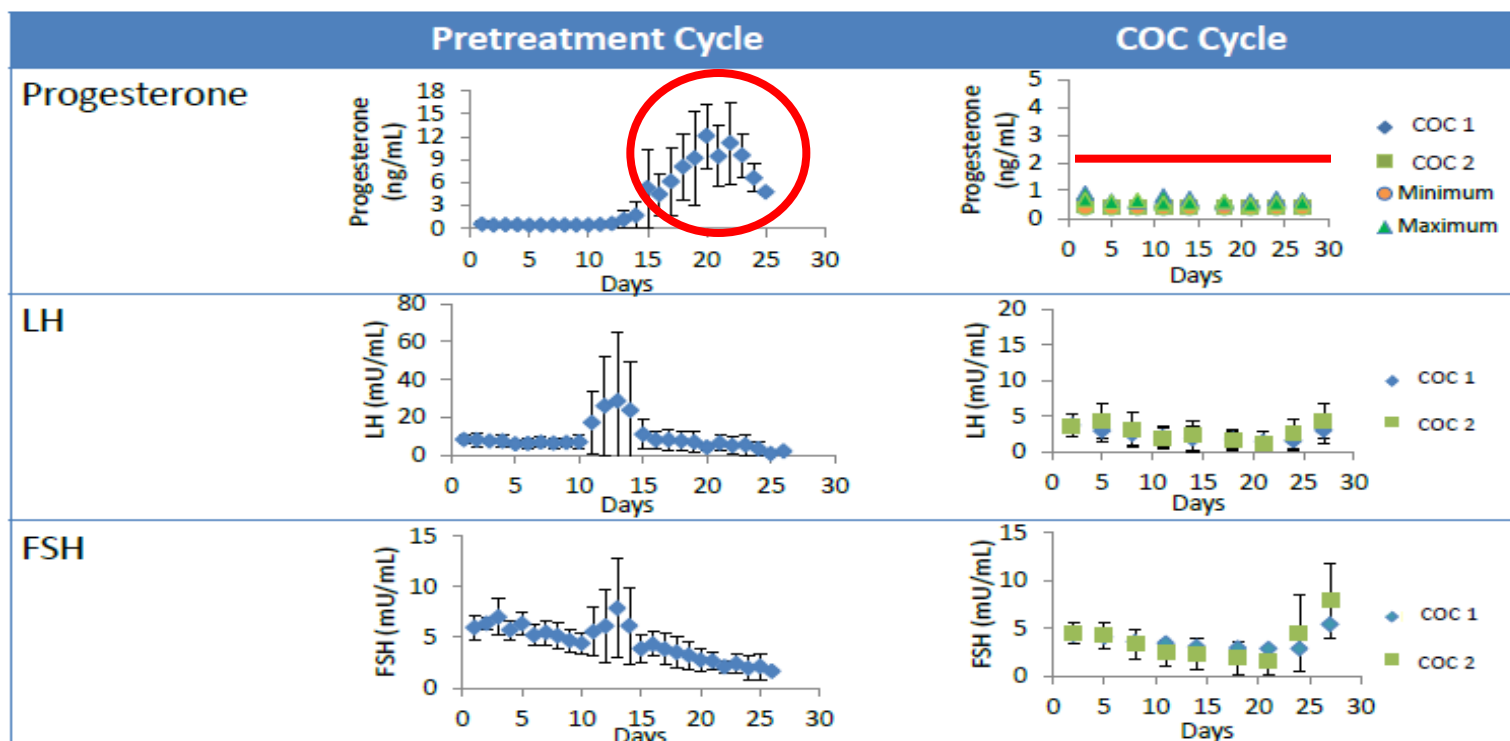 Pretreatment Cycle
COC Cycle
Progesterone
Progesterone
(ng/mL)
18
15
12
9
6
3
0
0 5 10 15 20 25 30
Days
Progesterone
(ng/mL)
5
4
3
2
1
0
0 5 10 15 20 25 30
Days
COC 1
COC 2
Minimum
Maximum
LH
LH (mU/mL)
80
60
40
20
0
0 5 10 15 20 25 30
Days
LH (mU/mL)
20
15
10
5
0
0 5 10 15 20 25 30
Days
COC 1
COC 2
FSH
FSH (mU/mL)
15
10
5
0
0 5 10 15 20 25 30
Days
FSH (mU/mL)
15
10
5
0
0 5 10 15 20 25 30
Days
COC 1
COC 2